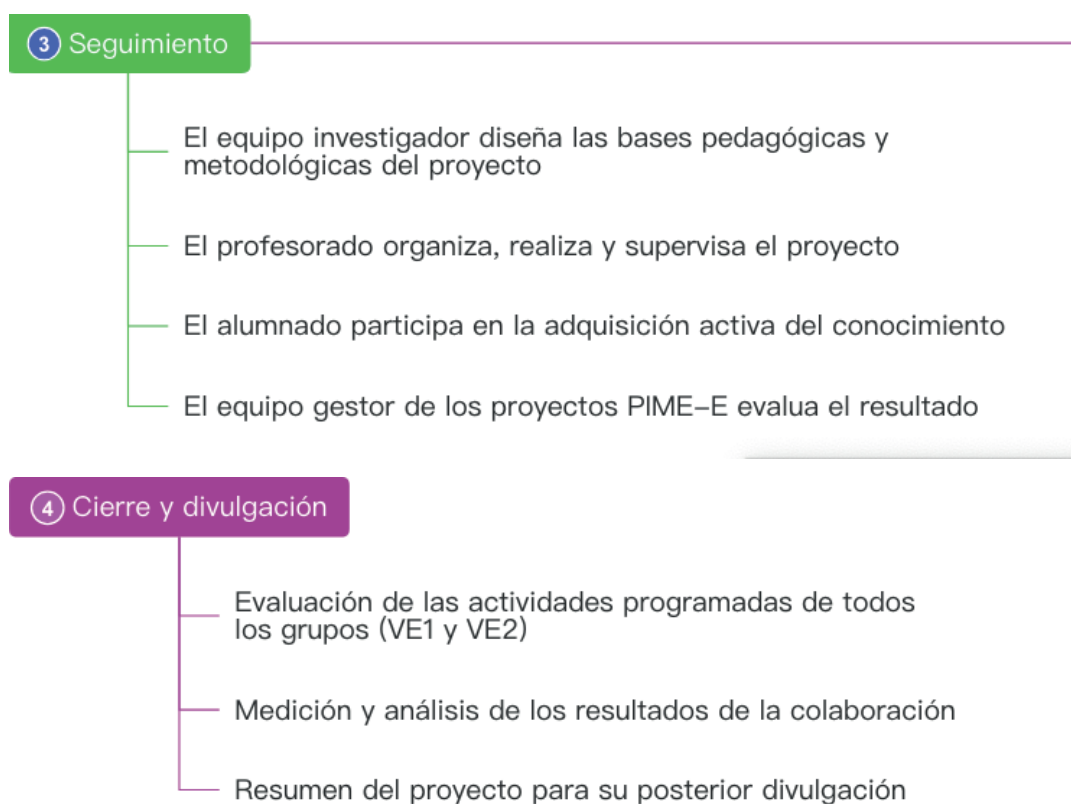 3 Seguimiento
El equipo investigador diseña las bases pedagógicas y
metodológicas del proyecto
El profesorado organiza, realiza y supervisa el proyecto
El alumnado participa en la adquisición activa del conocimiento
El equipo gestor de los proyectos PIME-E evalua el resultado
4 Cierre y divulgación
Evaluación de las actividades programadas de todos
los grupos (VE1 y VE2)
Medición y análisis de los resultados de la colaboración
Resumen del proyecto para su posterior divulgación